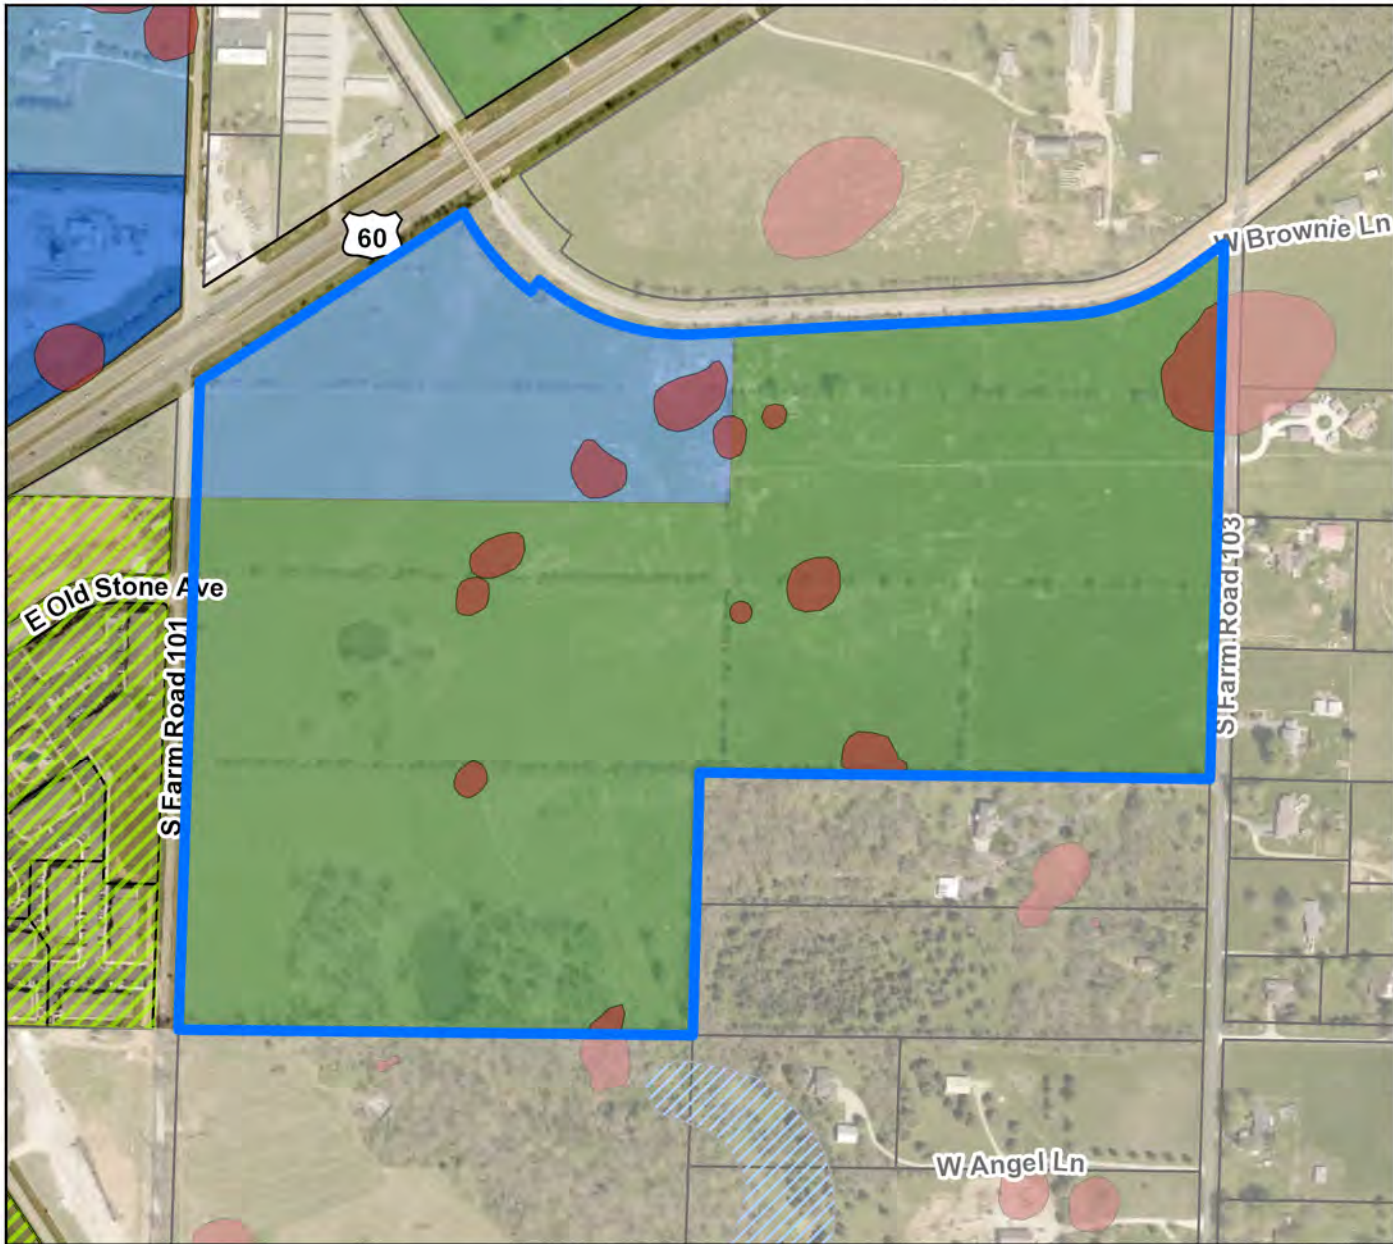 60
W Brownie Ln
E Old Stone Ave
S Farm Road 101
S Farm Road 103
W Angel Ln